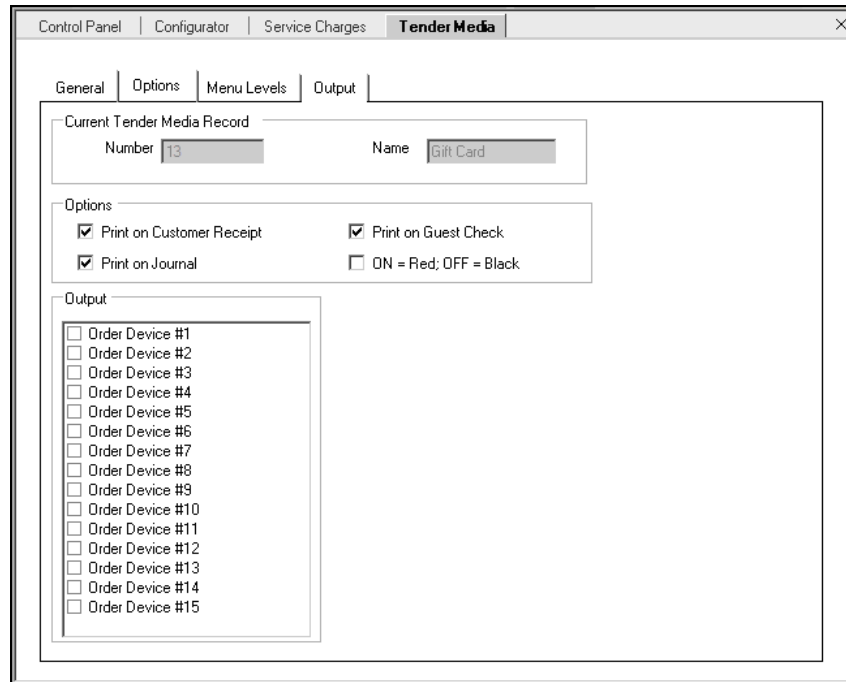 Control Panel | Configurator | Service Charges | Tender Media
General Options Menu Levels Output
Current Tender Media Record
Number 13 Name Gift Card
Options
Print on Customer Receipt Print on Guest Check
Print on Journal ON = Red; OFF = Black
Output
Order Device #1
Order Device #2
Order Device #3
Order Device #4
Order Device #5
Order Device #6
Order Device #7
Order Device #8
Order Device #9
Order Device #10
Order Device #11
Order Device #12
Order Device #13
Order Device #14
Order Device #15